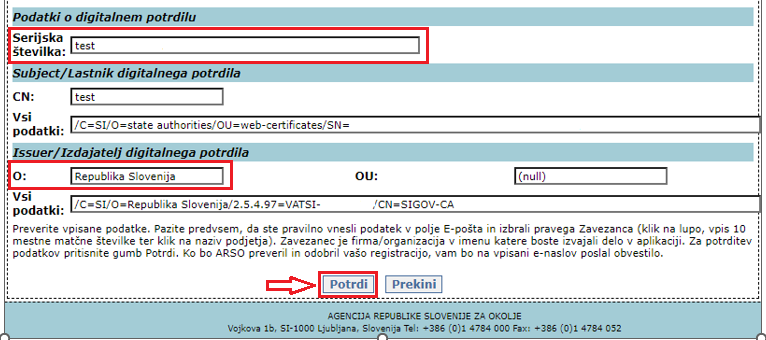 Podatki o digitalnem potrdilu
Serijska
številka: test
Subject/Lastnik digitalnega potrdila
CN: test
Vsi
podatki: /C=SI/O=state authorities/OU=web-certificates/SN=
Issuer/Izdajatelj digitalnega potrdila
O: Republika Slovenija OU: (null)
Vsi
podatki: /C=SI/O=Republika Slovenija/2.5.4.97=VATSI- /CN=SIGOV-CA
Preverite vpisane podatke. Pazite predvsem, da ste pravilno vnesli podatek v polje E-pošta in izbrali pravega Zavezanca (klik na lupo, vpis 10
mestne matčne številke ter klik na naziv podjetja). Zavezanec je firma/organizacija v imenu katere boste izvajali delo v aplikaciji. Za potrditev
podatkov pritisnite gumb Potrdi. Ko bo ARSO preveril in odobril vašo registracijo, vam bo na vpisani e-naslov poslal obvestilo.
Potrdi Prekini
AGENCIJA REPUBLIKE SLOVENIJE ZA OKOLJE
Vojkova 1b, SI-1000 Ljubljana, Slovenija Tel: +386 (0)1 4784 000 Fax: +386 (0)1 4784 052